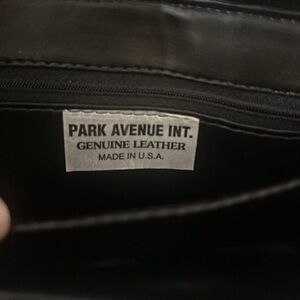 PARK AVENUE INT.
GENUINE LEATHER
MADE IN U.S.A.